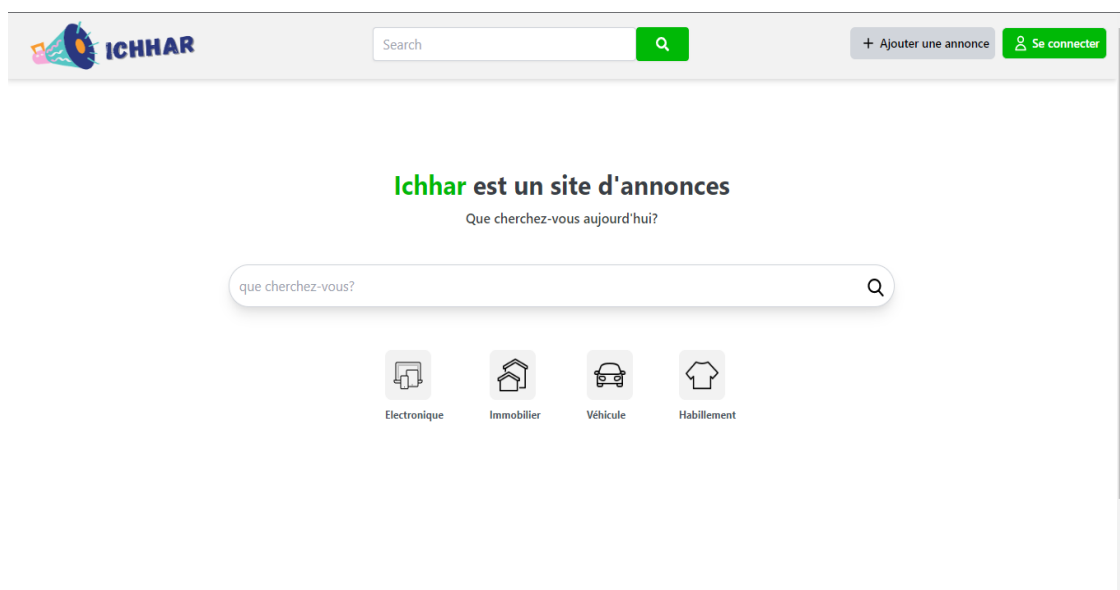 ICHHAR
Search
+ Ajouter une annonce
Se connecter
Ichhar est un site d'annonces
Que cherchez-vous aujourd'hui?
que cherchez-vous?
Electronique
Immobilier
Véhicule
Habillement